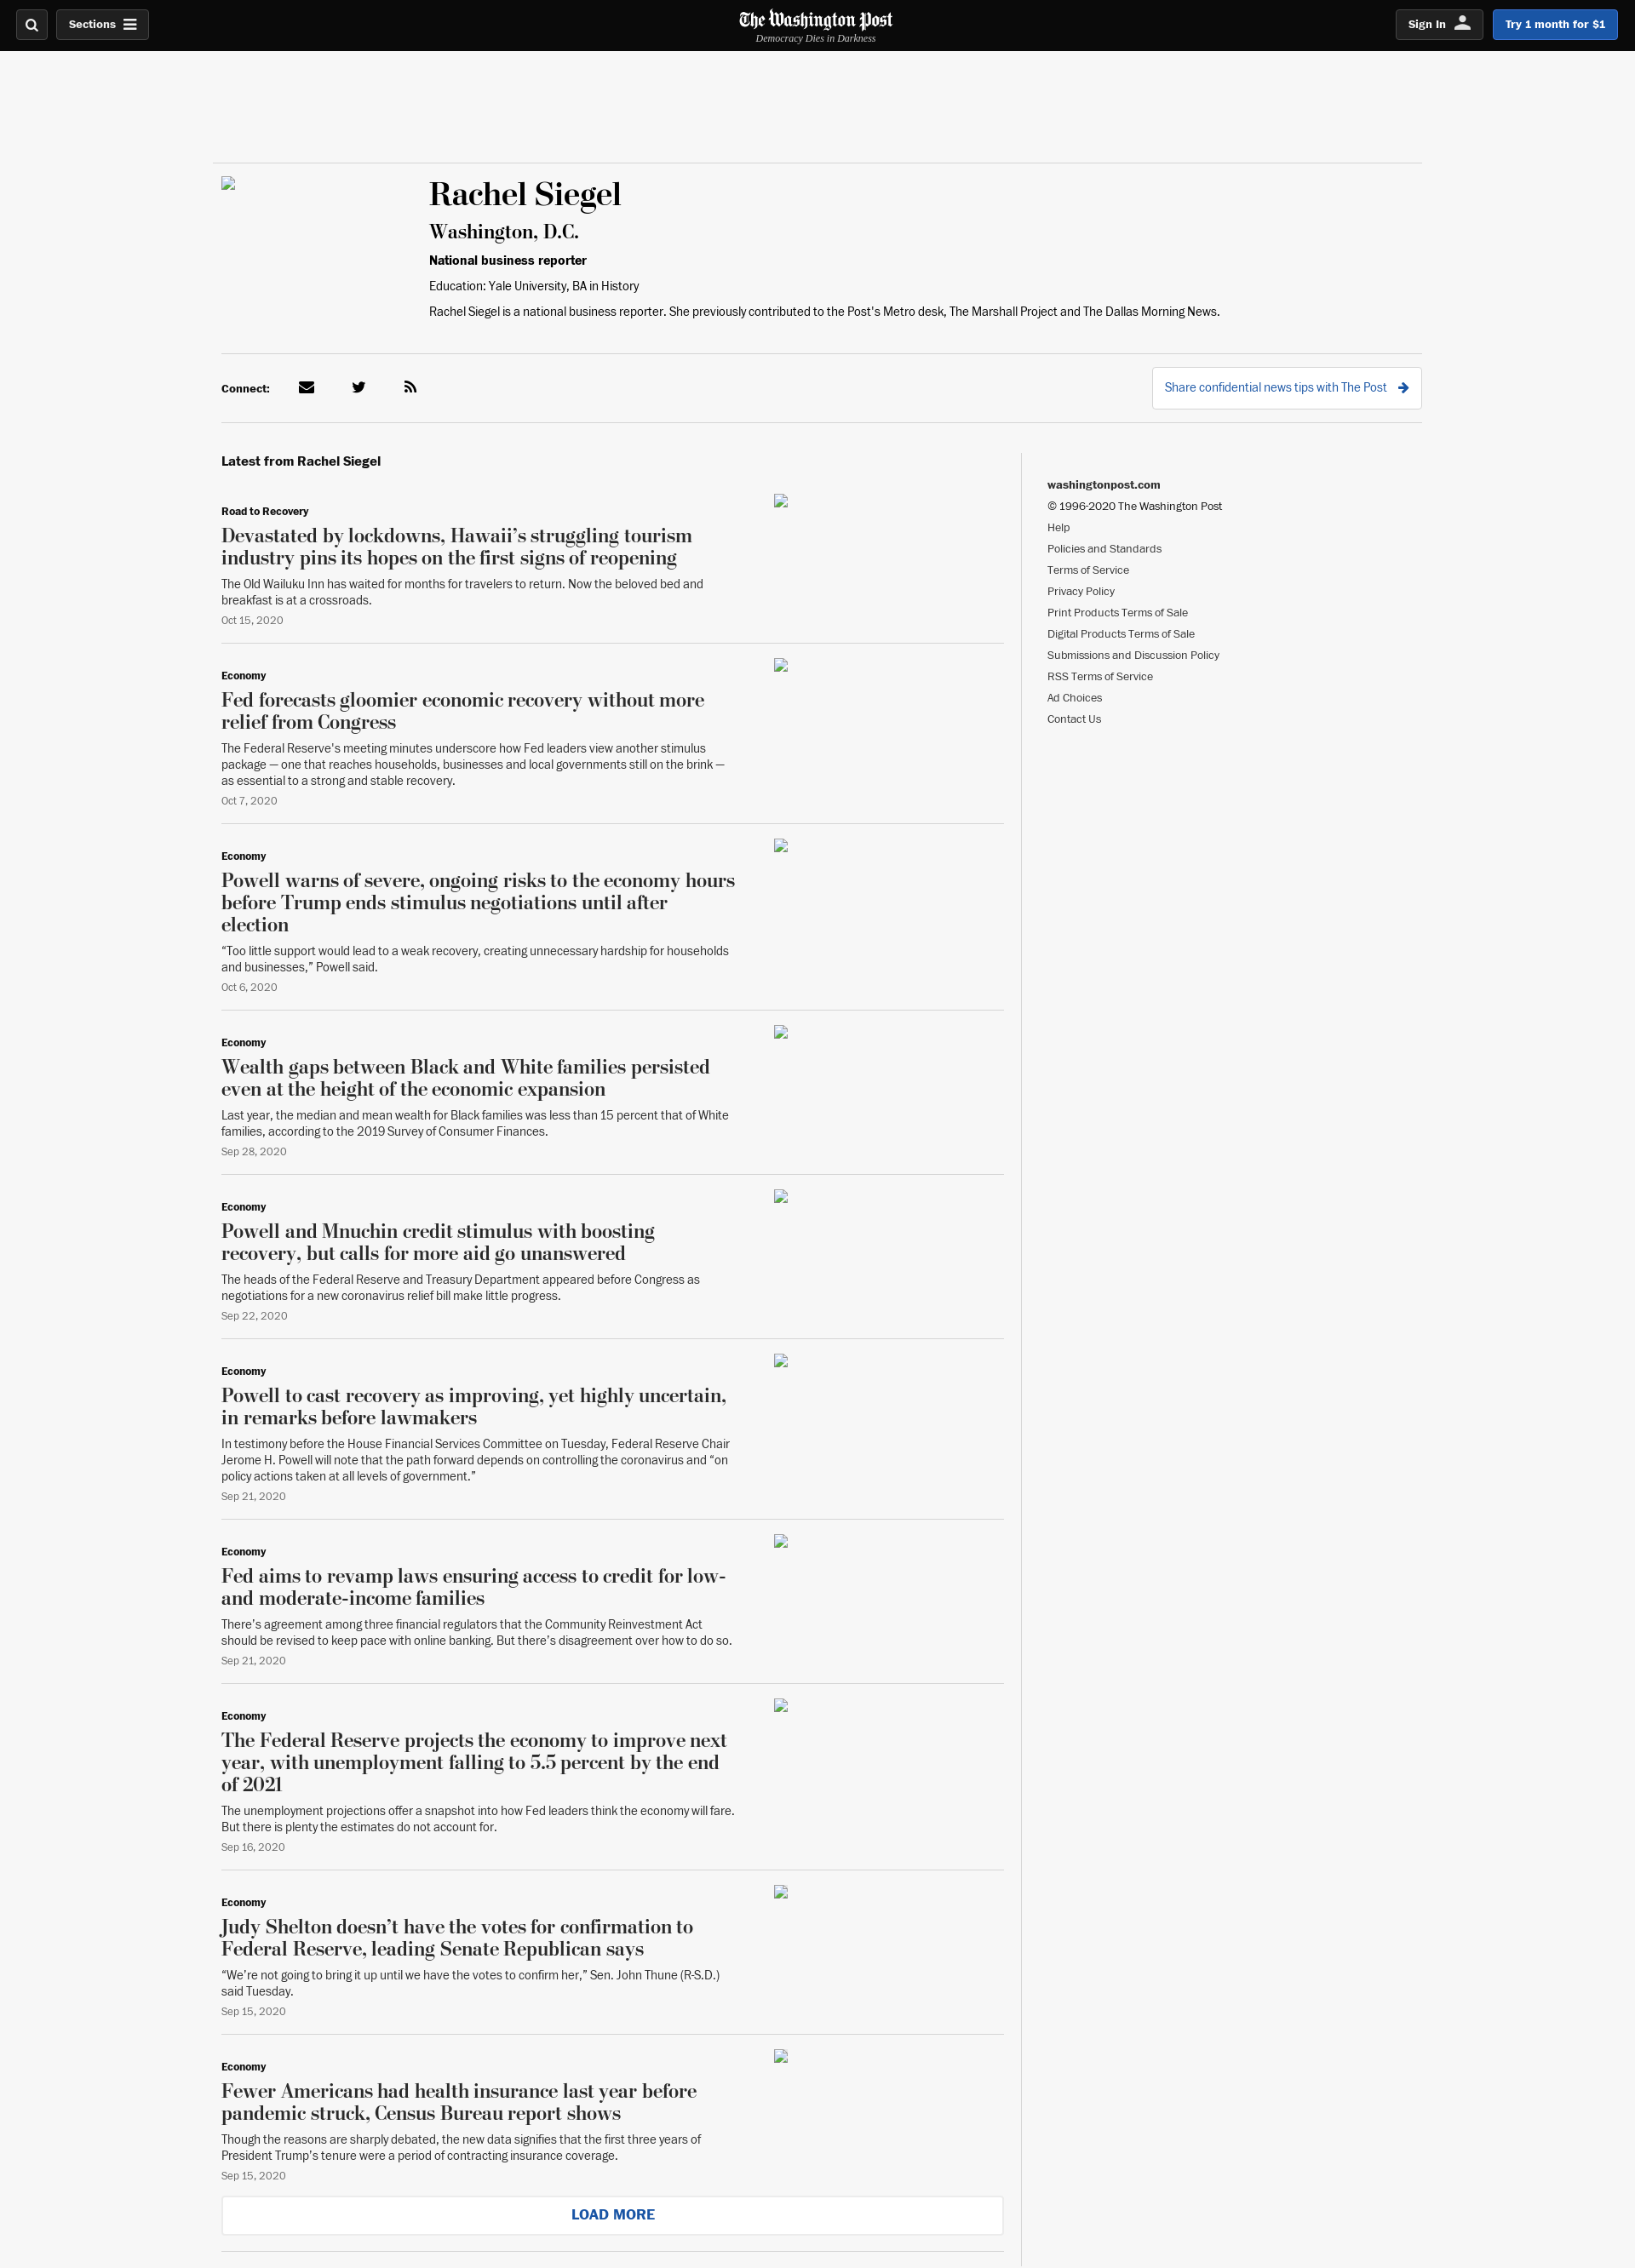 Sections
The Washington Post
Democracy Dies in Darkness
Sign In
Try 1 month for $1
Rachel Siegel
Washington, D.C.
National business reporter
Education: Yale University, BA in History
Rachel Siegel is a national business reporter. She previously contributed to the Post's Metro desk, The Marshall Project and The Dallas Morning News.
Connect:
Share confidential news tips with The Post
Latest from Rachel Siegel
Road to Recovery
Devastated by lockdowns, Hawaii’s struggling tourism
industry pins its hopes on the first signs of reopening
The Old Wailuku Inn has waited for months for travelers to return. Now the beloved bed and
breakfast is at a crossroads.
Oct 15, 2020
Economy
Fed forecasts gloomier economic recovery without more
relief from Congress
The Federal Reserve's meeting minutes underscore how Fed leaders view another stimulus
package — one that reaches households, businesses and local governments still on the brink —
as essential to a strong and stable recovery.
Oct 7, 2020
Economy
Powell warns of severe, ongoing risks to the economy hours
before Trump ends stimulus negotiations until after
election
“Too little support would lead to a weak recovery, creating unnecessary hardship for households
and businesses,” Powell said.
Oct 6, 2020
Economy
Wealth gaps between Black and White families persisted
even at the height of the economic expansion
Last year, the median and mean wealth for Black families was less than 15 percent that of White
families, according to the 2019 Survey of Consumer Finances.
Sep 28, 2020
Economy
Powell and Mnuchin credit stimulus with boosting
recovery, but calls for more aid go unanswered
The heads of the Federal Reserve and Treasury Department appeared before Congress as
negotiations for a new coronavirus relief bill make little progress.
Sep 22, 2020
Economy
Powell to cast recovery as improving, yet highly uncertain,
in remarks before lawmakers
In testimony before the House Financial Services Committee on Tuesday, Federal Reserve Chair
Jerome H. Powell will note that the path forward depends on controlling the coronavirus and “on
policy actions taken at all levels of government.”
Sep 21, 2020
Economy
Fed aims to revamp laws ensuring access to credit for low-
and moderate-income families
There’s agreement among three financial regulators that the Community Reinvestment Act
should be revised to keep pace with online banking. But there’s disagreement over how to do so.
Sep 21, 2020
Economy
The Federal Reserve projects the economy to improve next
year, with unemployment falling to 5.5 percent by the end
of 2021
The unemployment projections offer a snapshot into how Fed leaders think the economy will fare.
But there is plenty the estimates do not account for.
Sep 16, 2020
Economy
Judy Shelton doesn’t have the votes for confirmation to
Federal Reserve, leading Senate Republican says
“We’re not going to bring it up until we have the votes to confirm her,” Sen. John Thune (R-S.D.)
said Tuesday.
Sep 15, 2020
Economy
Fewer Americans had health insurance last year before
pandemic struck, Census Bureau report shows
Though the reasons are sharply debated, the new data signifies that the first three years of
President Trump’s tenure were a period of contracting insurance coverage.
Sep 15, 2020
LOAD MORE
washingtonpost.com
© 1996-2020 The Washington Post
Help
Policies and Standards
Terms of Service
Privacy Policy
Print Products Terms of Sale
Digital Products Terms of Sale
Submissions and Discussion Policy
RSS Terms of Service
Ad Choices
Contact Us